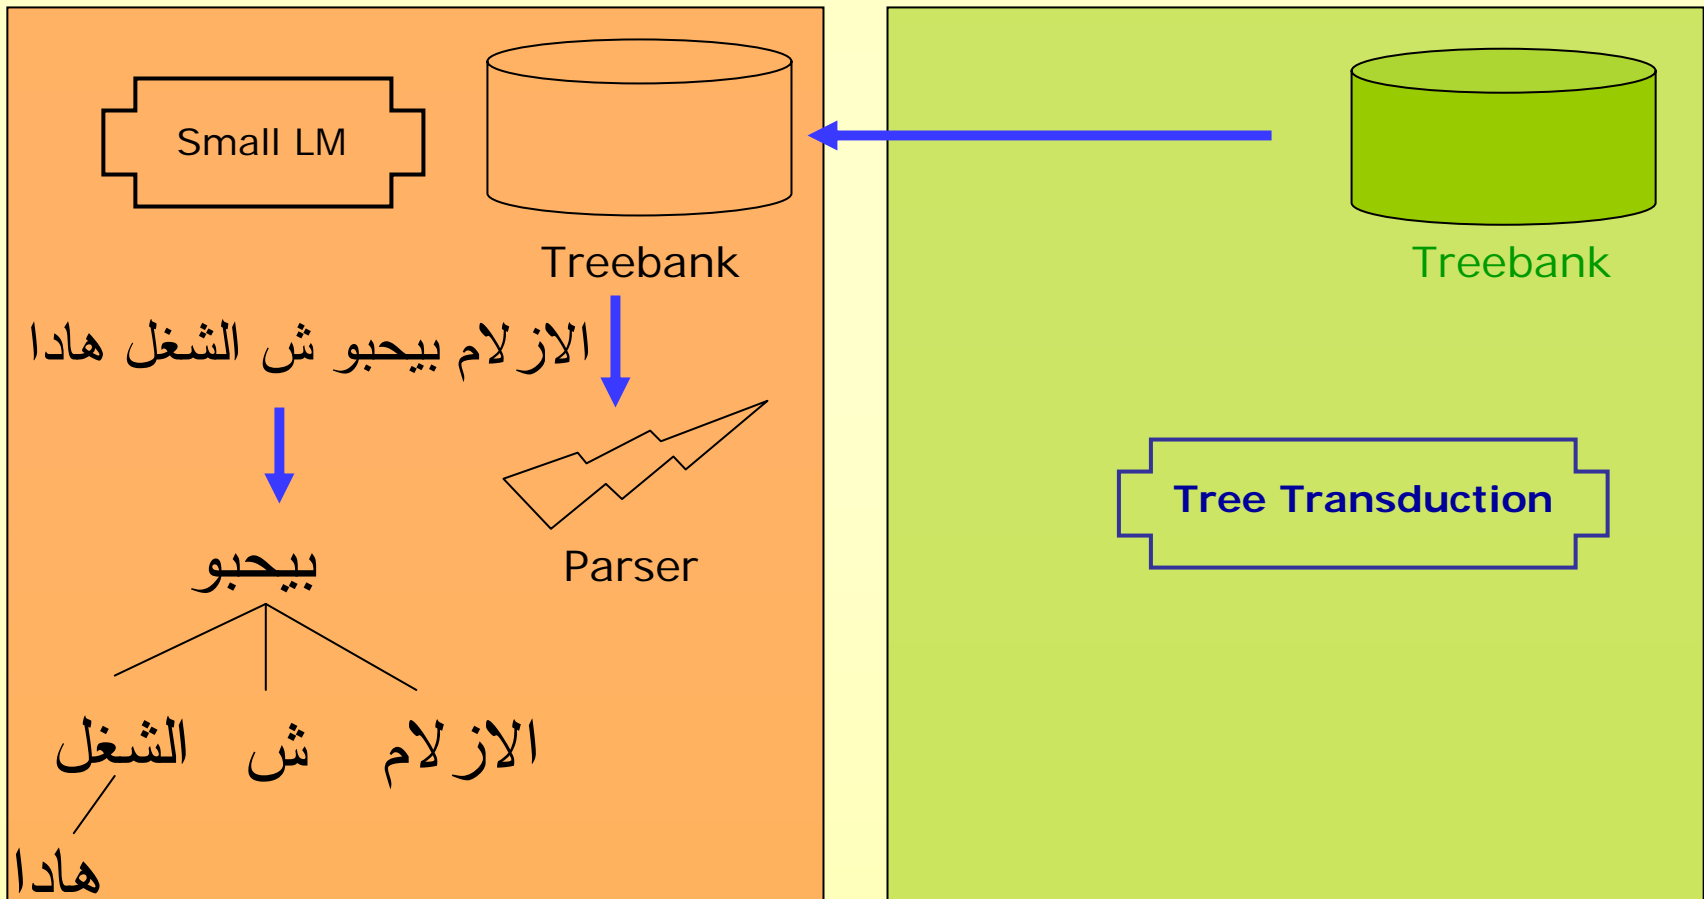 Small LM
Treebank
الازلام بيحبو ش الشغل هادا
بيحبو
Parser
الازلام ش الشغل
هادا
Treebank
Tree Transduction